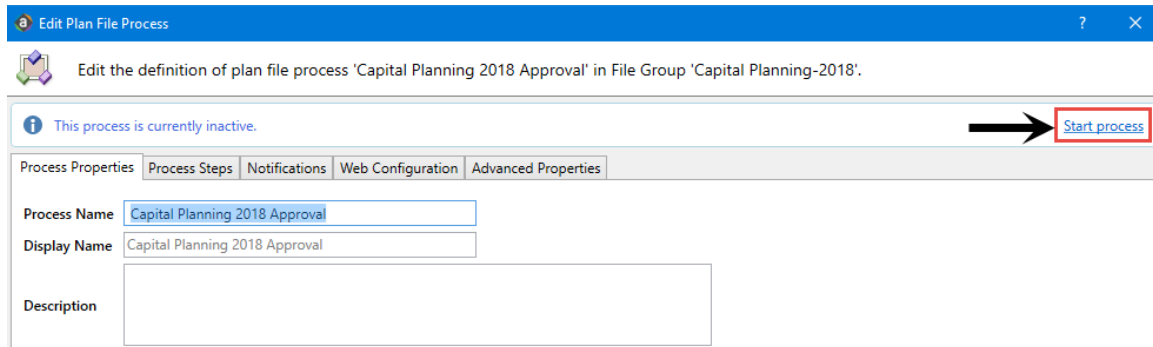 Edit Plan File Process
Edit the definition of plan file process 'Capital Planning 2018 Approval' in File Group 'Capital Planning-2018'.
This process is currently inactive. Start process
Process Properties Process Steps Notifications Web Configuration Advanced Properties
Process Name Capital Planning 2018 Approval
Display Name Capital Planning 2018 Approval
Description